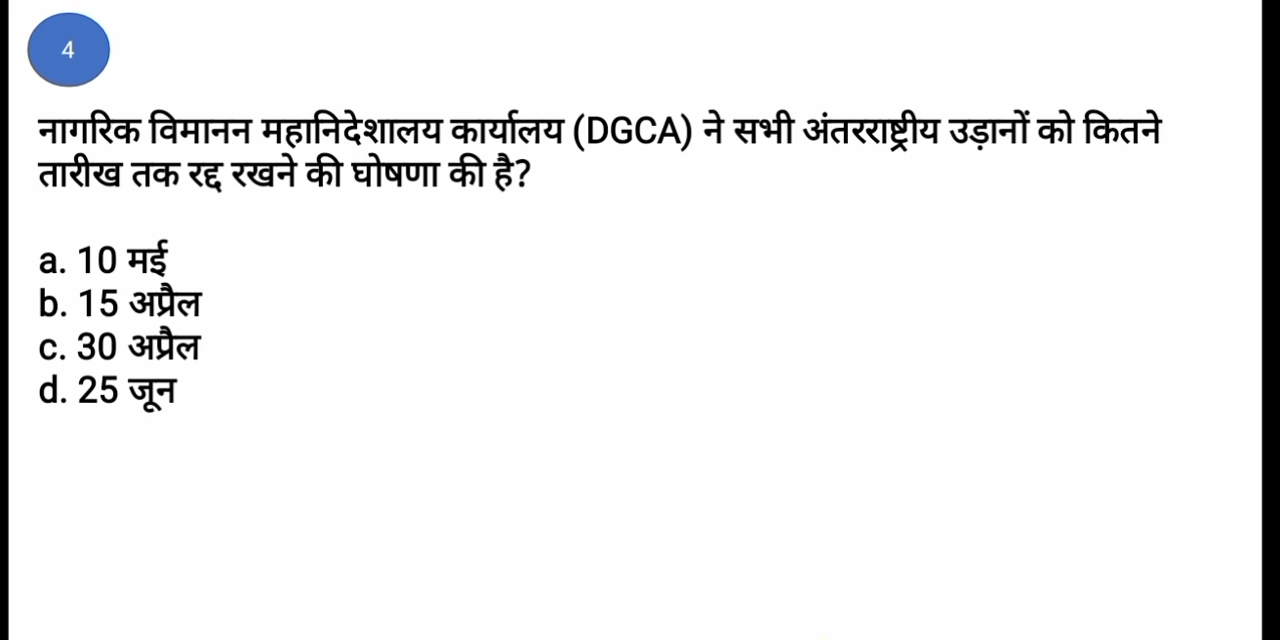 4
नागरिक विमानन महानिदेशालय कार्यालय (DGCA) ने सभी अंतरराष्ट्रीय उड़ानों को कितने
तारीख तक रद्द रखने की घोषणा की है?
a. 10 मई
b. 15 अप्रैल
c. 30 अप्रैल
d. 25 जून